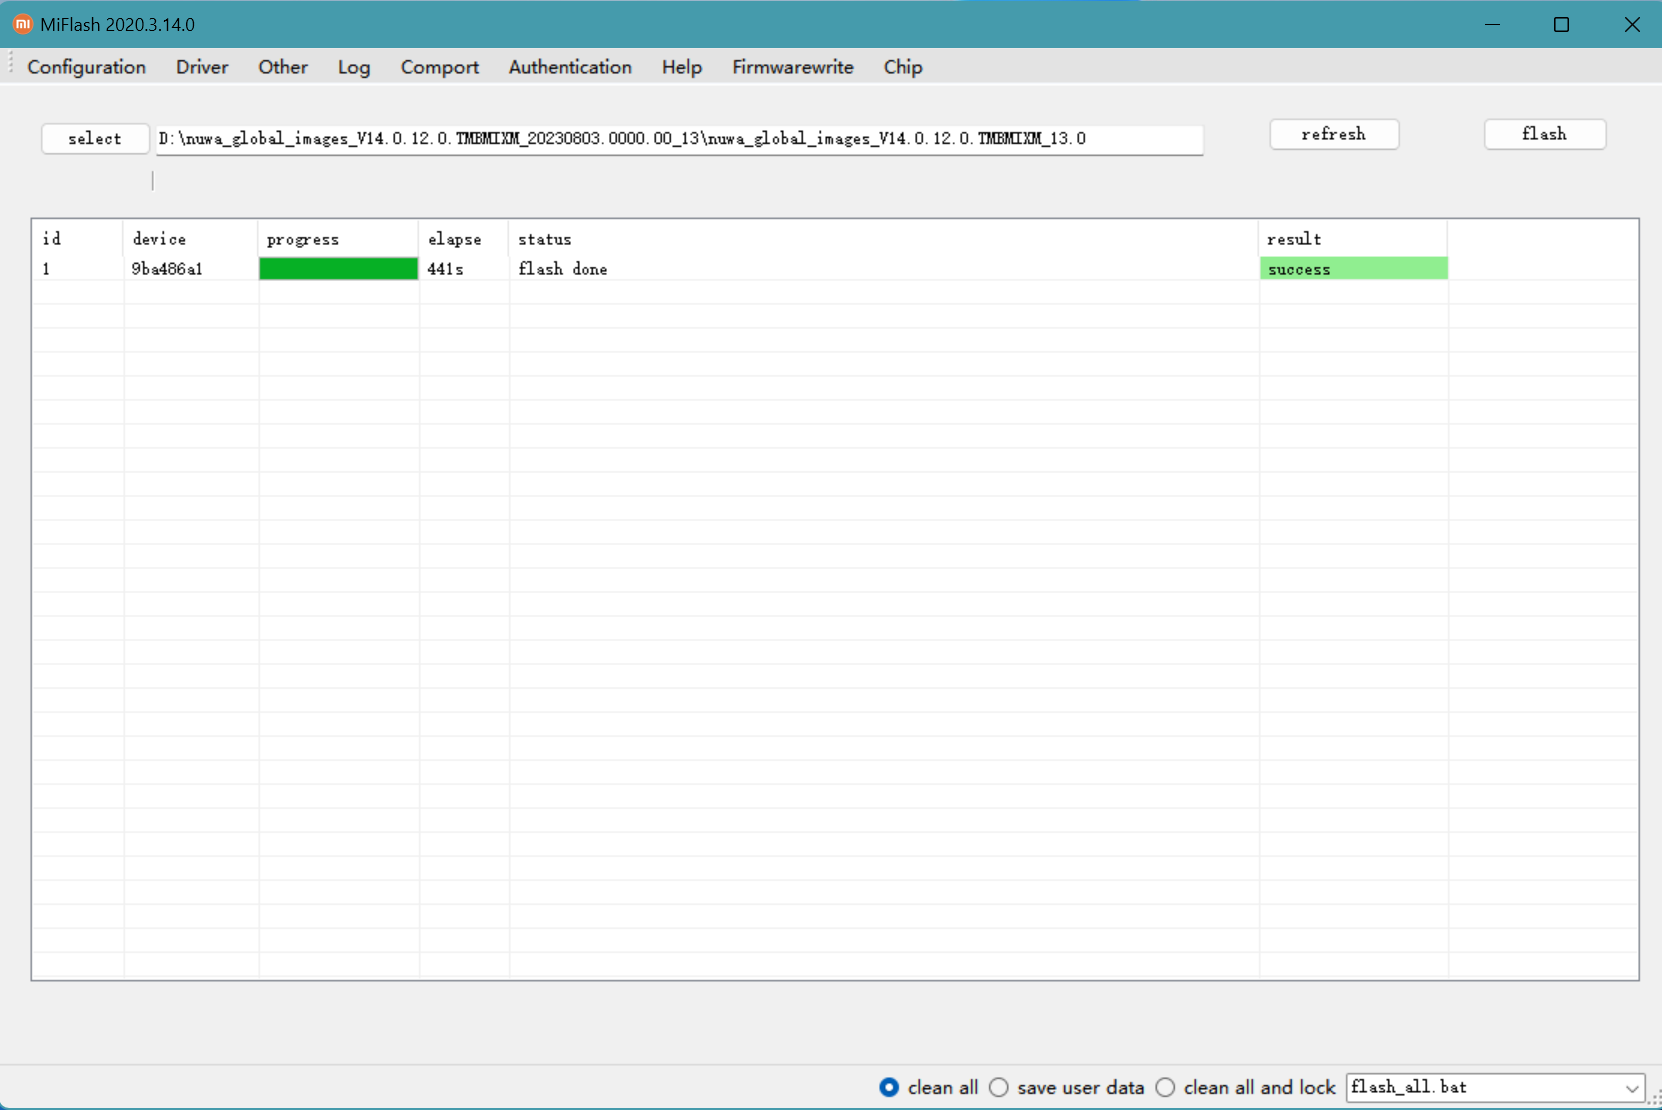 MiFlash 2020.3.14.0
Configuration Driver Other Log Comport Authentication Help Firmwarewrite Chip
select D:\nuwa_global_images_V14.0.12.0.TMBMIXM_20230803.0000.00_13\nuwa_global_images_V14.0.12.0.TMBMIXM_13.0 refresh flash
id device progress elapse status result
1 9ba486a1 441s flash done success
clean all save user data clean all and lock flash_all.bat